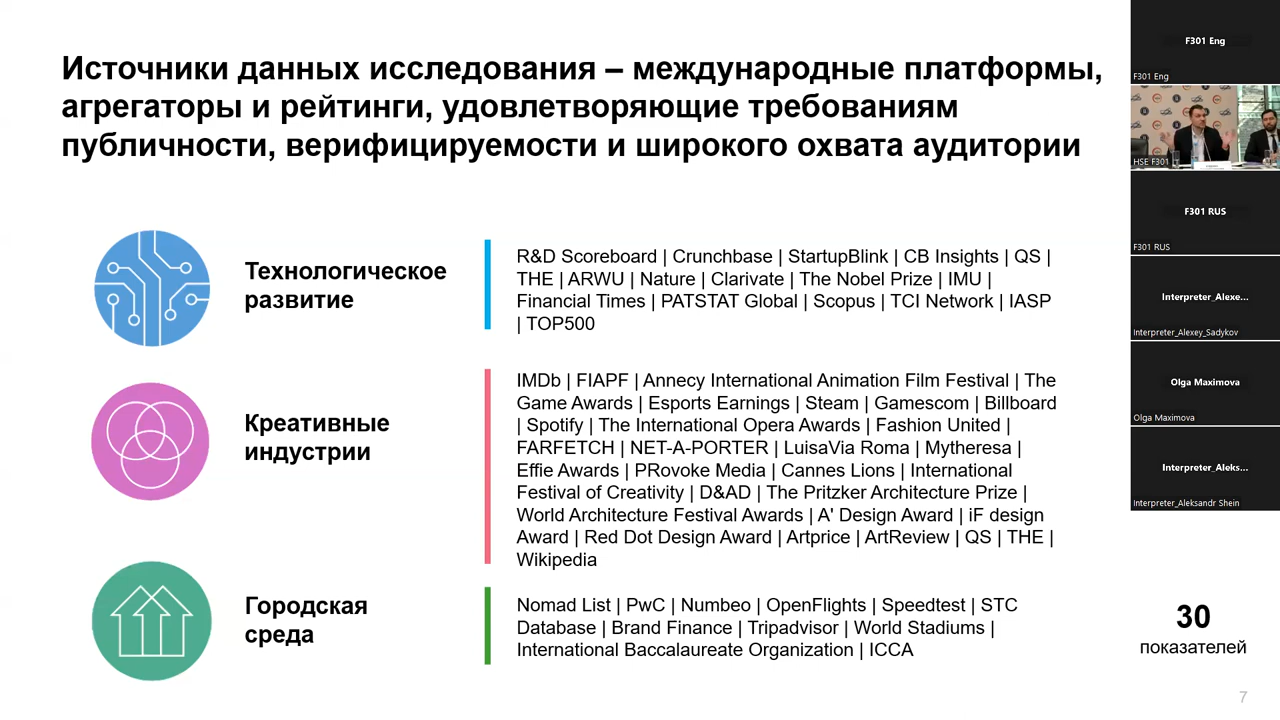 Источники данных исследования – международные платформы,
агрегаторы и рейтинги, удовлетворяющие требованиям
публичности, верифицируемости и широкого охвата аудитории
Технологическое
развитие
R&D Scoreboard | Crunchbase | StartupBlink | CB Insights | QS |
THE | ARWU | Nature | Clarivate | The Nobel Prize | IMU |
Financial Times | PATSTAT Global | Scopus | TCI Network | IASP
| TOP500
Креативные
индустрии
IMDb | FIAPF | Annecy International Animation Film Festival | The
Game Awards | Esports Earnings | Steam | Gamescom | Billboard
| Spotify | The International Opera Awards | Fashion United |
FARFETCH | NET-A-PORTER | LuisaVia Roma | Mytheresa |
Effie Awards | PRovoke Media | Cannes Lions | International
Festival of Creativity | D&AD | The Pritzker Architecture Prize |
World Architecture Festival Awards | A' Design Award | iF design
Award | Red Dot Design Award | Artprice | ArtReview | QS | THE |
Wikipedia
Городская
среда
Nomad List | PwC | Numbeo | OpenFlights | Speedtest | STC
Database | Brand Finance | Tripadvisor | World Stadiums |
International Baccalaureate Organization | ICCA
30
показателей
7
F301 Eng
F301 Eng
HSE F301
F301 RUS
F301 RUS
Interpreter_Alexe...
Interpreter_Alexey_Sadykov
Olga Maximova
Olga Maximova
Interpreter_Aleks...
Interpreter_Aleksandr Shein